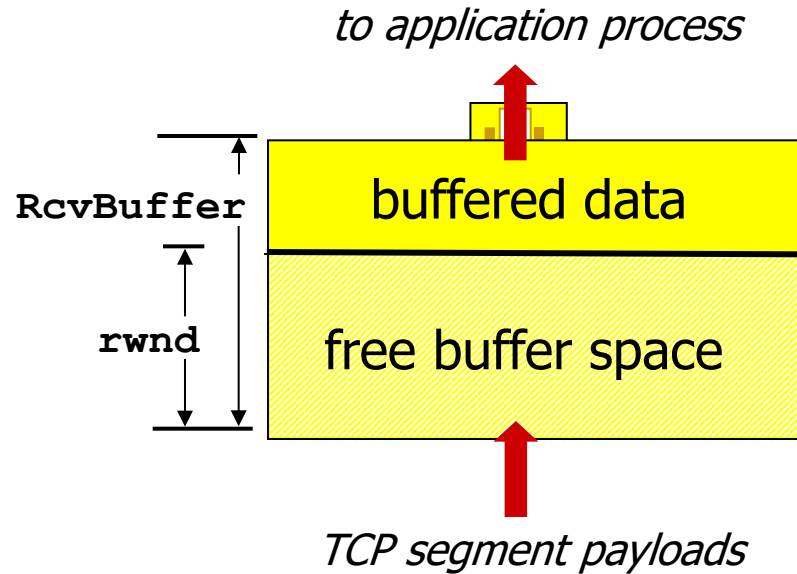 to application process
RcvBuffer
buffered data
rwnd
free buffer space
TCP segment payloads